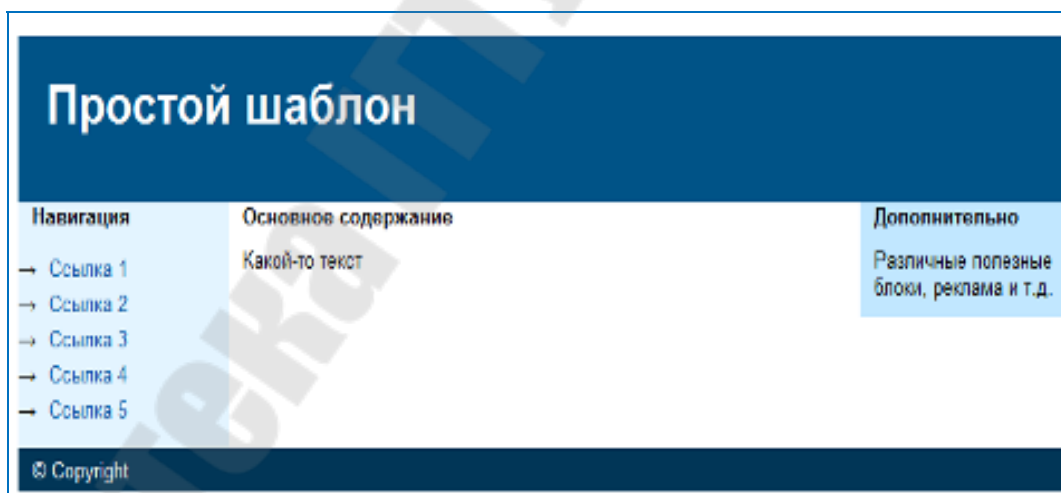 Простой шаблон
Навигация
→ Ссылка 1
→ Ссылка 2
→ Ссылка 3
→ Ссылка 4
→ Ссылка 5
Основное содержание
Какой-то текст
Дополнительно
Различные полезные
блоки, реклама и т.д.
© Copyright